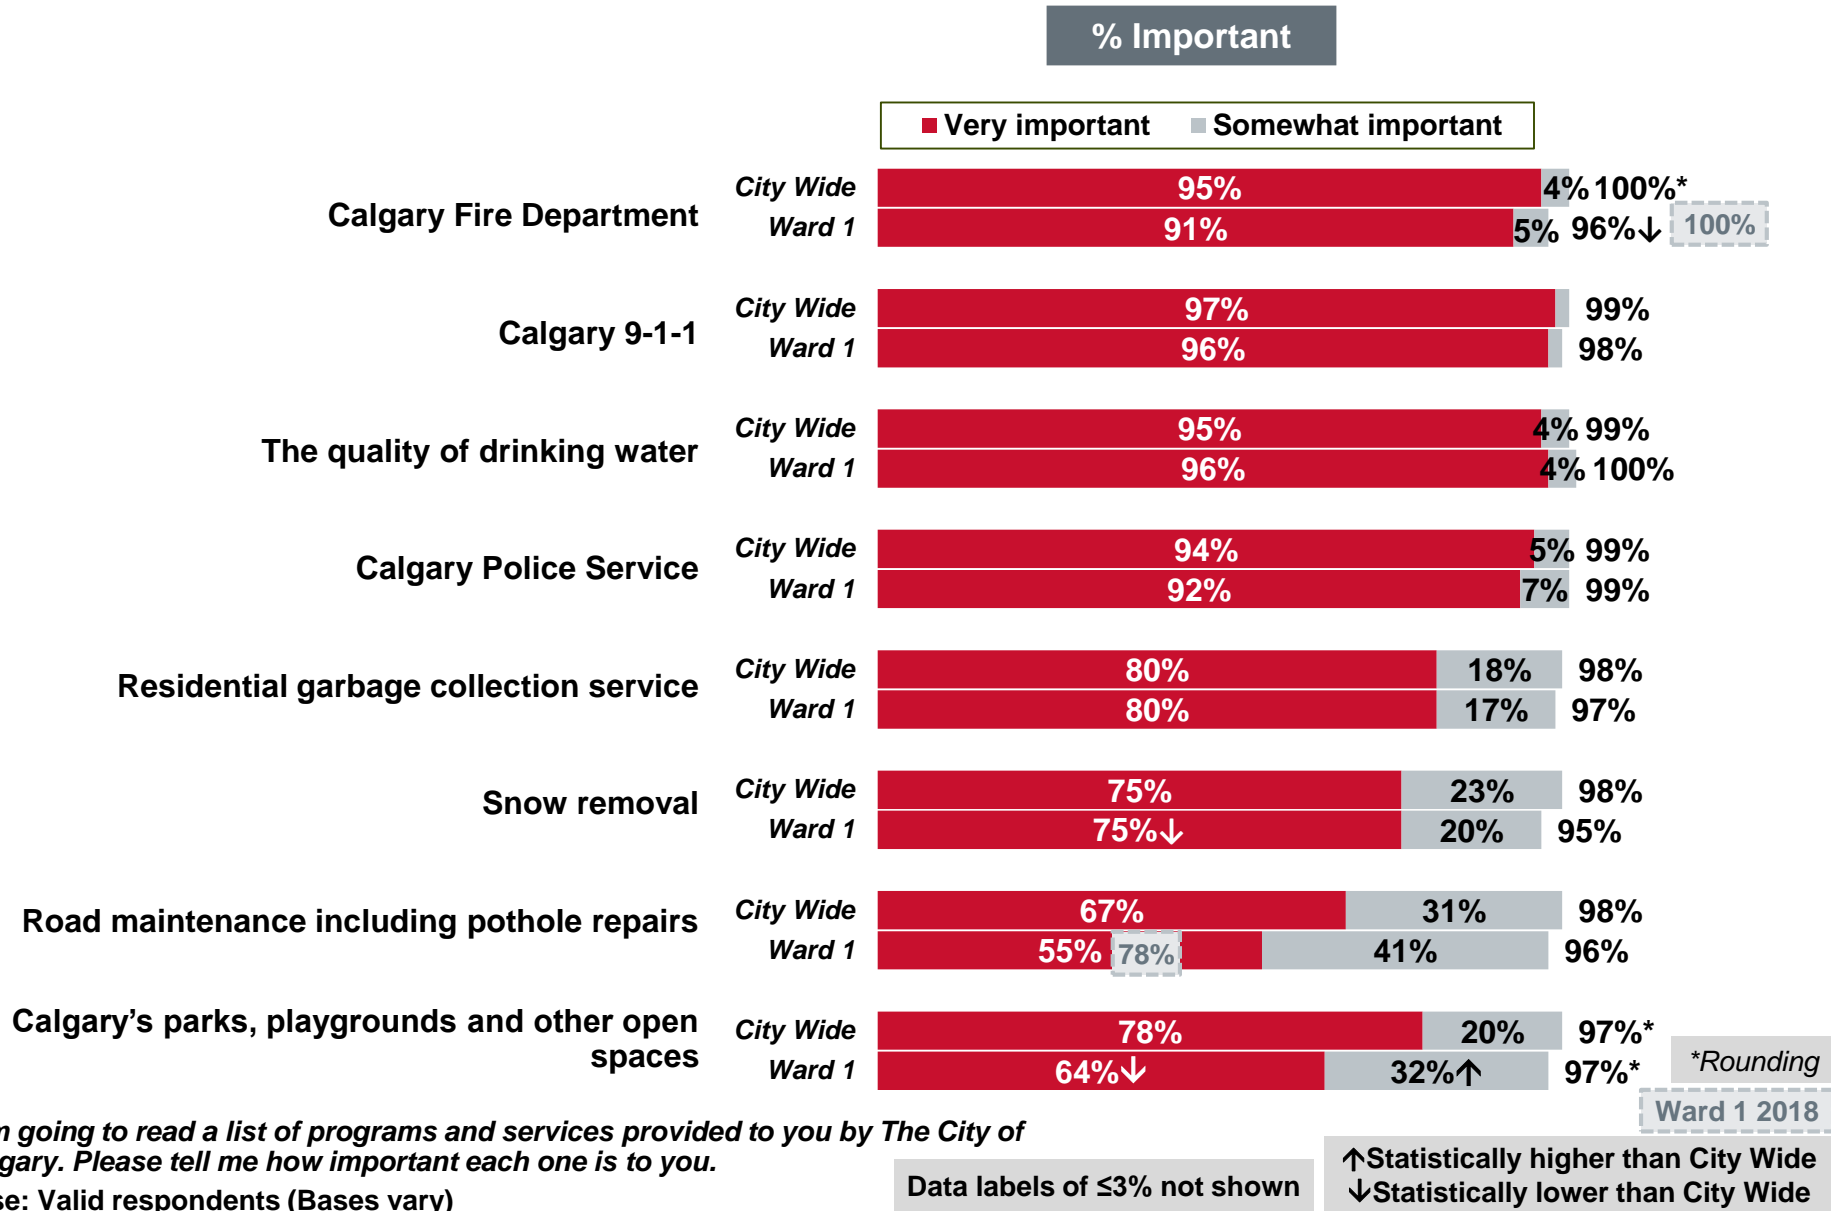 % Important
Very important Somewhat important
Calgary Fire Department
City Wide 95% 4% 100%*
Ward 1 91% 5% 96%↓ 100%
Calgary 9-1-1
City Wide 97% 99%
Ward 1 96% 98%
The quality of drinking water
City Wide 95% 4% 99%
Ward 1 96% 4% 100%
Calgary Police Service
City Wide 94% 5% 99%
Ward 1 92% 7% 99%
Residential garbage collection service
City Wide 80% 18% 98%
Ward 1 80% 17% 97%
Snow removal
City Wide 75% 23% 98%
Ward 1 75%↓ 20% 95%
Road maintenance including pothole repairs
City Wide 67% 31% 98%
Ward 1 55% 78% 41% 96%
Calgary’s parks, playgrounds and other open
spaces
City Wide 78% 20% 97%*
Ward 1 64%↓ 32%↑ 97%*
*Rounding
Ward 1 2018
going to read a list of programs and services provided to you by The City of
gary. Please tell me how important each one is to you.
se: Valid respondents (Bases vary)
Data labels of ≤3% not shown
↑Statistically higher than City Wide
↓Statistically lower than City Wide